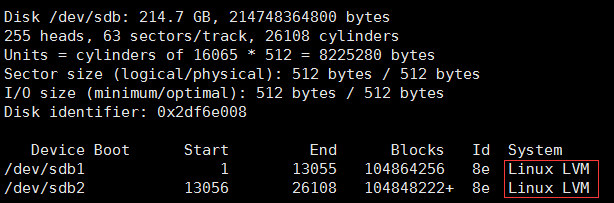 Disk /dev/sdb: 214.7 GB, 214748364800 bytes
255 heads, 63 sectors/track, 26108 cylinders
Units = cylinders of 16065 * 512 = 8225280 bytes
Sector size (logical/physical): 512 bytes / 512 bytes
I/O size (minimum/optimal): 512 bytes / 512 bytes
Disk identifier: 0x2df6e008
Device Boot Start End Blocks Id System
/dev/sdb1 1 13055 104864256 8e Linux LVM
/dev/sdb2 13056 26108 104848222+ 8e Linux LVM